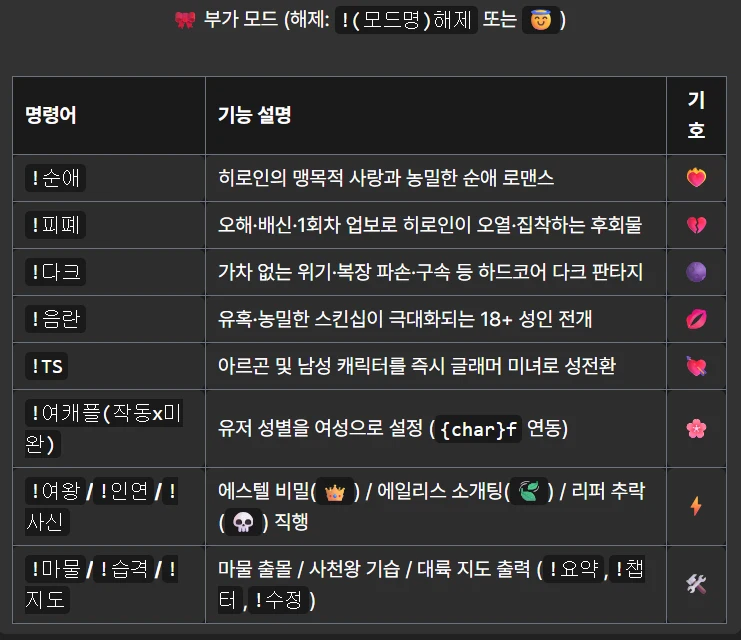 🎀 부가 모드 (해제: !(모드명)해제 또는 😇)
명령어 기능 설명 기호
!순애 히로인의 맹목적 사랑과 농밀한 순애 로맨스 ❤️‍🔥
!피폐 오해·배신·1회차 업보로 히로인이 오열·집착하는 후회물 💔
!다크 가차 없는 위기·복장 파손·구속 등 하드코어 다크 판타지 🌑
!음란 유혹·농밀한 스킨십이 극대화되는 18+ 성인 전개 💋
!TS 아르곤 및 남성 캐릭터를 즉시 글래머 미녀로 성전환 💘
!여캐플(작동x미완) 유저 성별을 여성으로 설정 ({char}f 연동) 🌸
!여왕/!인연/!사신 에스텔 비밀(👑) / 에일리스 소개팅(🌿) / 리퍼 추락(💀) 직행 ⚡
!마물/!습격/!지도 마물 출몰 / 사천왕 기습 / 대륙 지도 출력 (!요약,!챕터,!수정) 🛠️